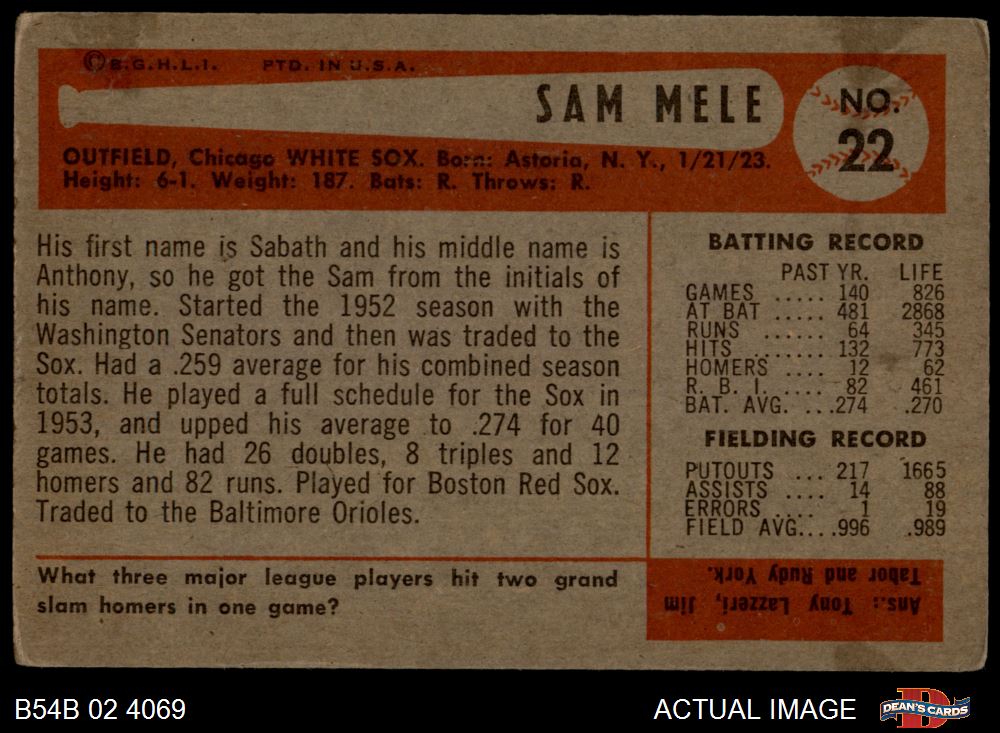 ©B.G.H.L.I. PTD. IN U.S.A.
SAM MELE
NO.
22
OUTFIELD, Chicago WHITE SOX. Born: Astoria, N. Y., 1/21/23.
Height: 6-1. Weight: 187. Bats: R. Throws: R.
His first name is Sabath and his middle name is
Anthony, so he got the Sam from the initials of
his name. Started the 1952 season with the
Washington Senators and then was traded to the
Sox. Had a .259 average for his combined season
totals. He played a full schedule for the Sox in
1953, and upped his average to .274 for 40
games. He had 26 doubles, 8 triples and 12
homers and 82 runs. Played for Boston Red Sox.
Traded to the Baltimore Orioles.
BATTING RECORD
PAST YR. LIFE
GAMES ..... 140 826
AT BAT ..... 481 2868
RUNS ...... 64 345
HITS ....... 132 773
HOMERS .... 12 62
R. B. I. ..... 82 461
BAT. AVG. ...274 .270
FIELDING RECORD
PUTOUTS ... 217 1665
ASSISTS .... 14 88
ERRORS .... 1 19
FIELD AVG....996 .989
What three major league players hit two grand
slam homers in one game?
Ans.: Tony Lazzeri, Jim
Tabor and Rudy York.
B54B 02 4069
ACTUAL IMAGE
D
DEAN'S CARDS